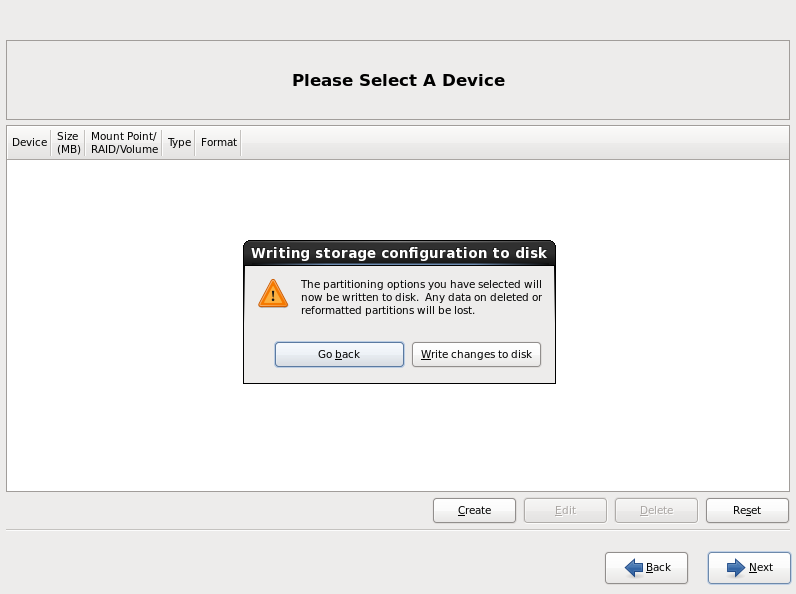 Please Select A Device
Device
Size
(MB)
Mount Point/
RAID/Volume
Type
Format
Writing storage configuration to disk
The partitioning options you have selected will
now be written to disk.  Any data on deleted or
reformatted partitions will be lost.
Go back
Write changes to disk
Create
Edit
Delete
Reset
Back
Next